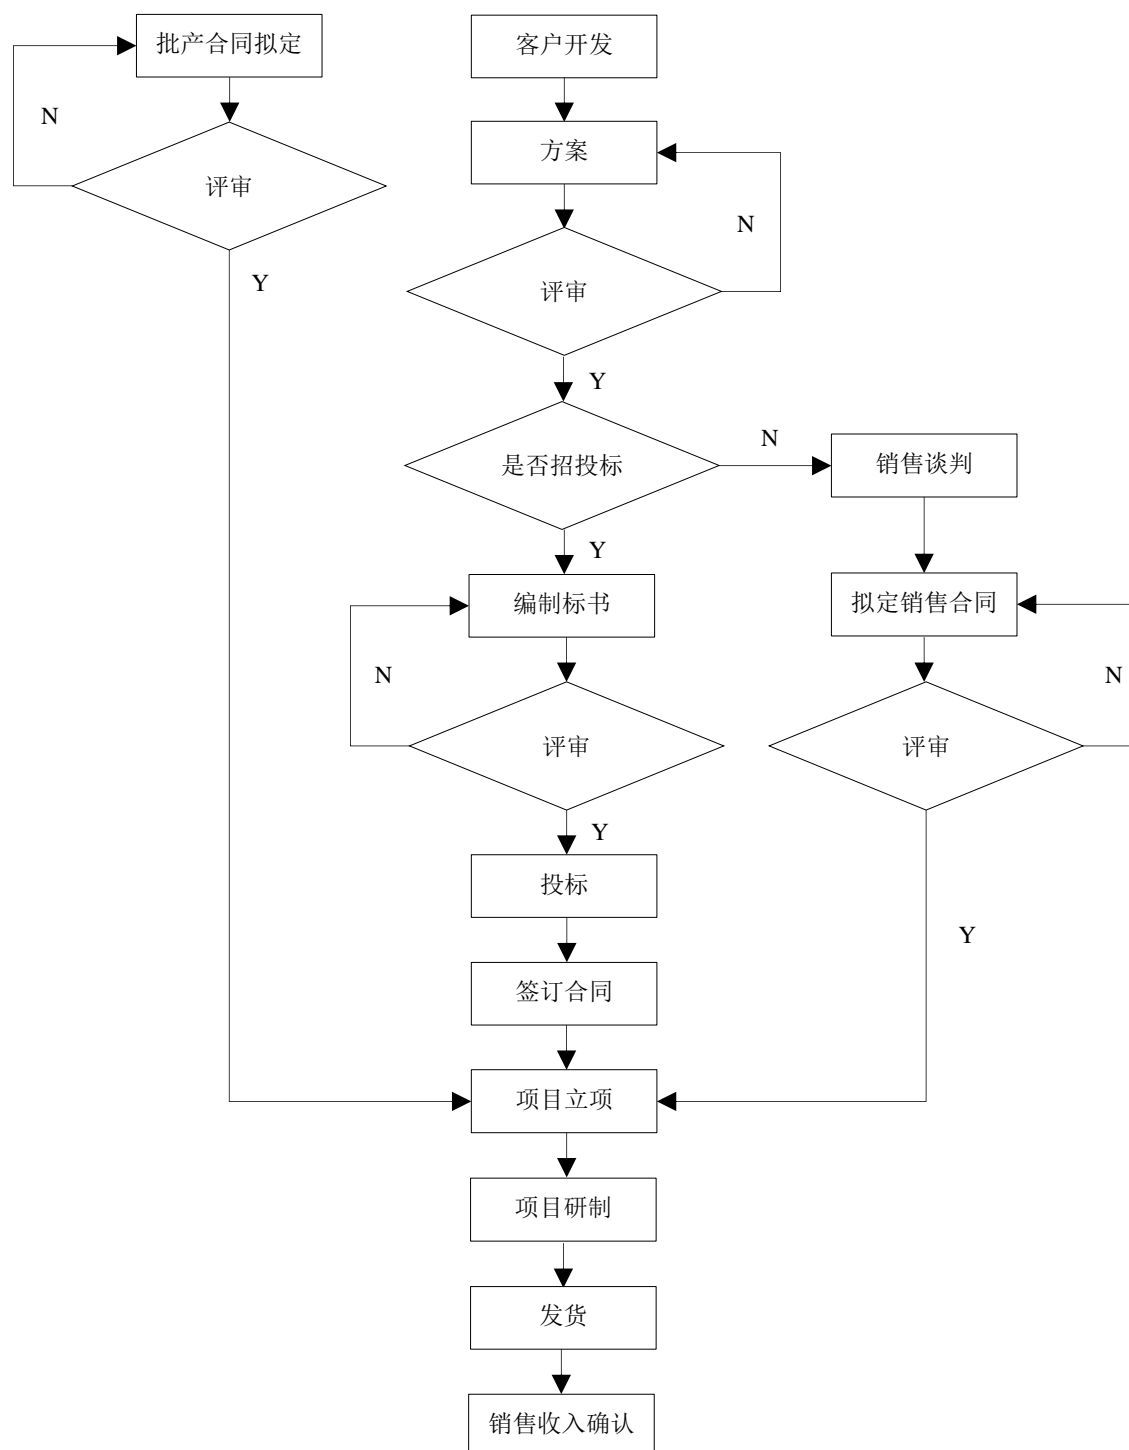 批产合同拟定
客户开发
N
方案
评审
N
Y
评审
Y
是否招投标
N
销售谈判
Y
编制标书
拟定销售合同
N
N
评审
评审
Y
投标
Y
签订合同
项目立项
项目研制
发货
销售收入确认